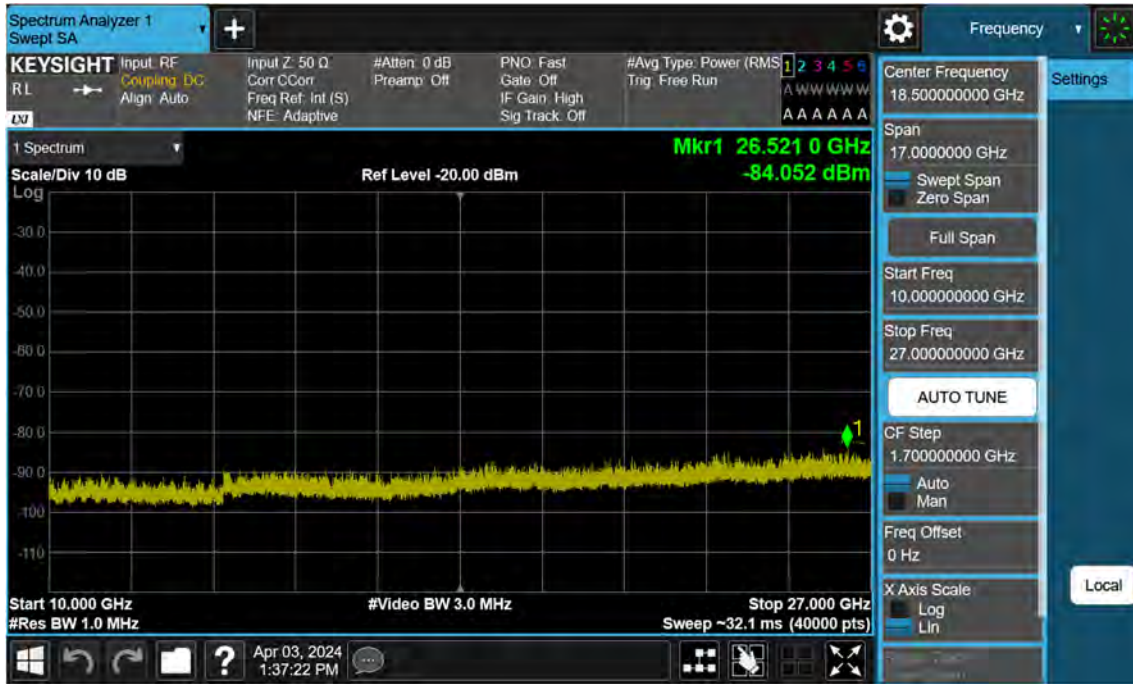 Spectrum Analyzer 1
Swept SA
Frequency
KEYSIGHT
RL
LXI
Input: RF
Coupling: DC
Align: Auto
Input Z: 50 Ω
Corr CCorr
Freq Ref: Int (S)
NFE: Adaptive
#Atten: 0 dB
Preamp: Off
PNO: Fast
Gate: Off
IF Gain: High
Sig Track: Off
#Avg Type: Power (RMS
Trig: Free Run
1 2 3 4 5 6
A W W W W W
A A A A A A
1 Spectrum
Mkr1 26.521 0 GHz
-84.052 dBm
Scale/Div 10 dB
Ref Level -20.00 dBm
Log
-30.0
-40.0
-50.0
-60.0
-70.0
-80.0
-90.0
-100
-110
1
Start 10.000 GHz
#Video BW 3.0 MHz
Stop 27.000 GHz
#Res BW 1.0 MHz
Sweep ~32.1 ms (40000 pts)
Apr 03, 2024
1:37:22 PM
?
Center Frequency
18.500000000 GHz
Span
17.0000000 GHz
Swept Span
Zero Span
Full Span
Start Freq
10.000000000 GHz
Stop Freq
27.000000000 GHz
AUTO TUNE
CF Step
1.700000000 GHz
Auto
Man
Freq Offset
0 Hz
X Axis Scale
Log
Lin
Settings
Local